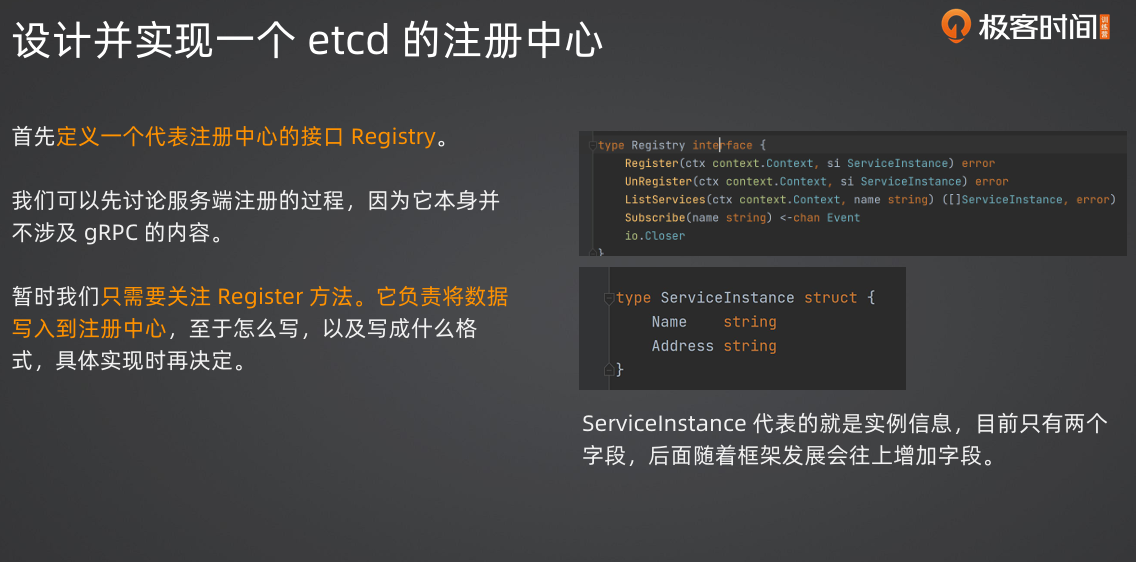 设计并实现一个 etcd 的注册中心
极客时间
训练营
首先定义一个代表注册中心的接口 Registry。
我们可以先讨论服务端注册的过程，因为它本身并
不涉及 gRPC 的内容。
暂时我们只需要关注 Register 方法。它负责将数据
写入到注册中心，至于怎么写，以及写成什么格
式，具体实现时再决定。
type Registry interface {
Register(ctx context.Context, si ServiceInstance) error
UnRegister(ctx context.Context, si ServiceInstance) error
ListServices(ctx context.Context, name string) ([]ServiceInstance, error)
Subscribe(name string) <-chan Event
io.Closer
}
type ServiceInstance struct {
Name string
Address string
}
ServiceInstance 代表的就是实例信息，目前只有两个
字段，后面随着框架发展会往上增加字段。